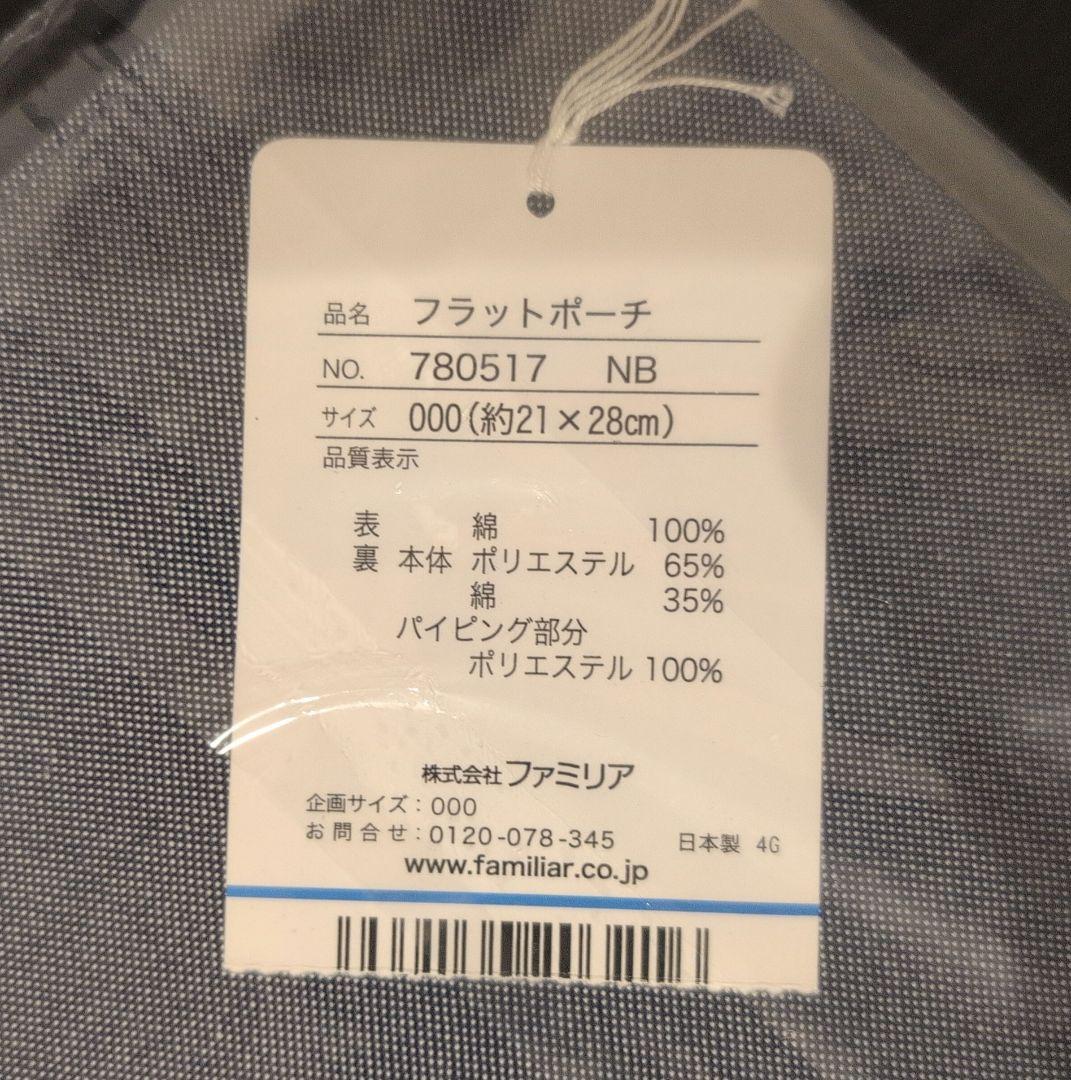 品名 フラットポーチ
NO. 780517 NB
サイズ 000(約21×28cm)
品質表示
表 綿 100%
裏 本体 ポリエステル 65%
綿 35%
パイピング部分
ポリエステル 100%
株式会社ファミリア
企画サイズ：000
お問合せ：0120-078-345 日本製 4G
www.familiar.co.jp